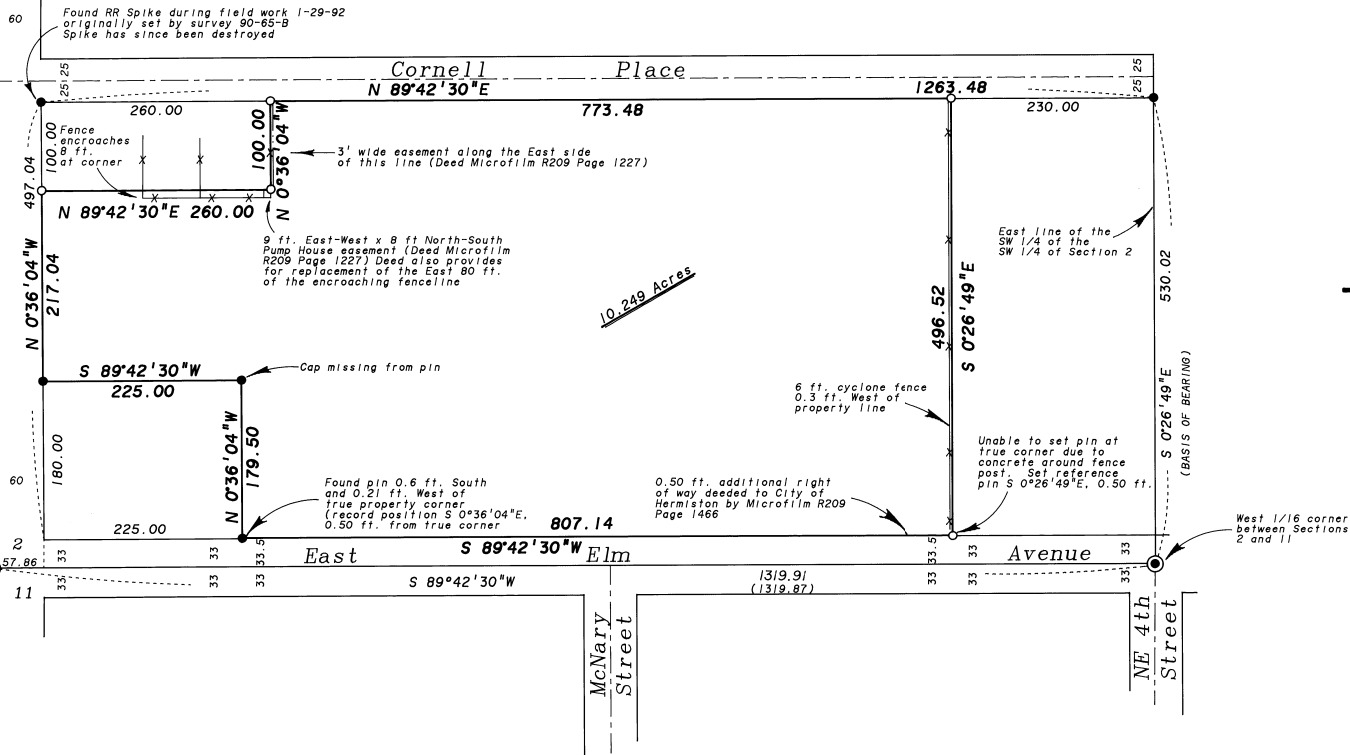 60
Found RR Spike during field work 1-29-92
originally set by survey 90-65-B
Spike has since been destroyed
25
25
Cornell Place
25
25
N 89°42'30"E
1263.48
260.00
773.48
230.00
100.00
Fence
encroaches
8 ft.
at corner
100.00
N 0°36'04"W
3' wide easement along the East side
of this line (Deed Microfilm R209 Page 1227)
497.04
N 89°42'30"E 260.00
9 ft. East-West x 8 ft North-South
Pump House easement (Deed Microfilm
R209 Page 1227) Deed also provides
for replacement of the East 80 ft.
of the encroaching fenceline
East line of the
SW 1/4 of the
SW 1/4 of Section 2
N 0°36'04"W
217.04
10.249 Acres
496.52
S 0°26'49"E
530.02
S 89°42'30"W
225.00
Cap missing from pin
6 ft. cyclone fence
0.3 ft. West of
property line
S 0°26'49"E
(BASIS OF BEARING)
180.00
N 0°36'04"W
179.50
Unable to set pin at
true corner due to
concrete around fence
post. Set reference
pin S 0°26'49"E, 0.50 ft.
60
Found pin 0.6 ft. South
and 0.21 ft. West of
true property corner
(record position S 0°36'04"E,
0.50 ft. from true corner
0.50 ft. additional right
of way deeded to City of
Hermiston by Microfilm R209
Page 1466
225.00
807.14
S 89°42'30"W
West 1/16 corner
between Sections
2 and 11
2
57.86
11
33
33
33.5
East Elm Avenue
33.5
33
33
33
33
33
S 89°42'30"W
1319.91
(1319.87)
33
33
33
McNary
Street
NE 4th
Street